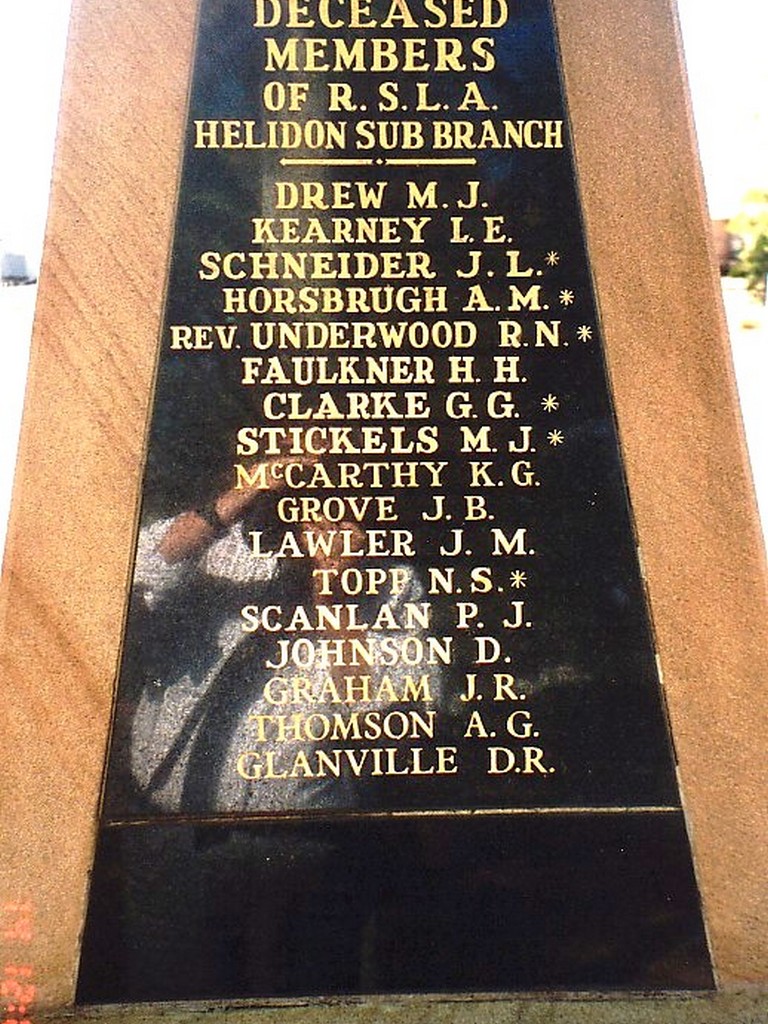 DECEASED
MEMBERS
OF R.S.L.A.
HELIDON SUB BRANCH
DREW M.J.
KEARNEY L.E.
SCHNEIDER J.L.*
HORSBRUGH A.M.*
REV. UNDERWOOD R.N.*
FAULKNER H.H.
CLARKE G.G. *
STICKELS M.J.*
McCARTHY K.G.
GROVE J.B.
LAWLER J.M.
TOPP N.S.*
SCANLAN P.J.
JOHNSON D.
GRAHAM J.R.
THOMSON A.G.
GLANVILLE D.R.